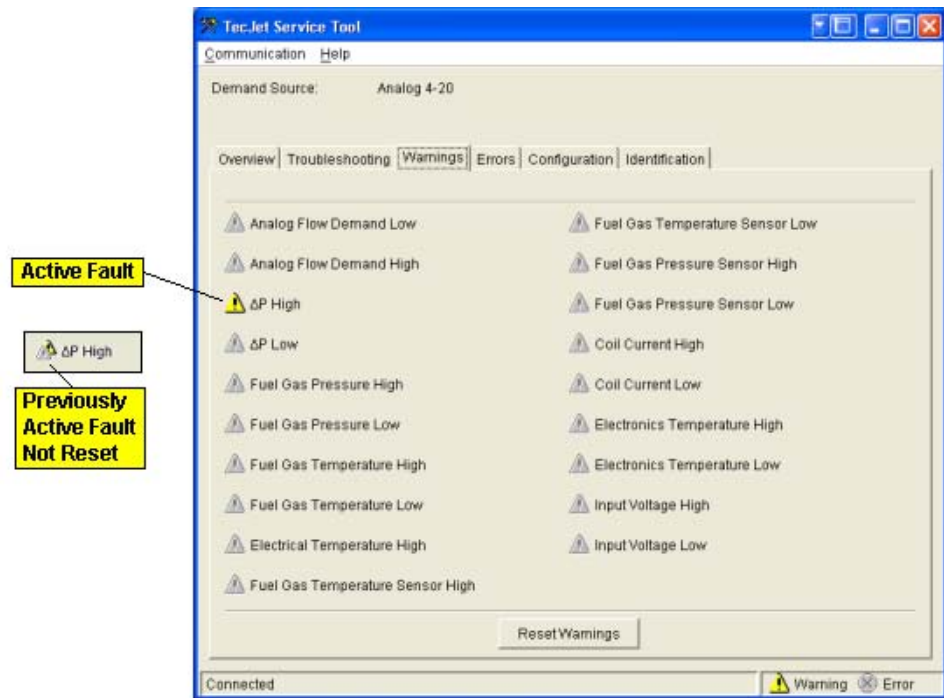 TecJet Service Tool
Communication Help
Demand Source: Analog 4-20
Overview Troubleshooting Warnings Errors Configuration Identification
Analog Flow Demand Low
Analog Flow Demand High
ΔP High
ΔP Low
Fuel Gas Pressure High
Fuel Gas Pressure Low
Fuel Gas Temperature High
Fuel Gas Temperature Low
Electrical Temperature High
Fuel Gas Temperature Sensor High
Fuel Gas Temperature Sensor Low
Fuel Gas Pressure Sensor High
Fuel Gas Pressure Sensor Low
Coil Current High
Coil Current Low
Electronics Temperature High
Electronics Temperature Low
Input Voltage High
Input Voltage Low
Reset Warnings
Connected
Warning Error
Active Fault
ΔP High
Previously
Active Fault
Not Reset